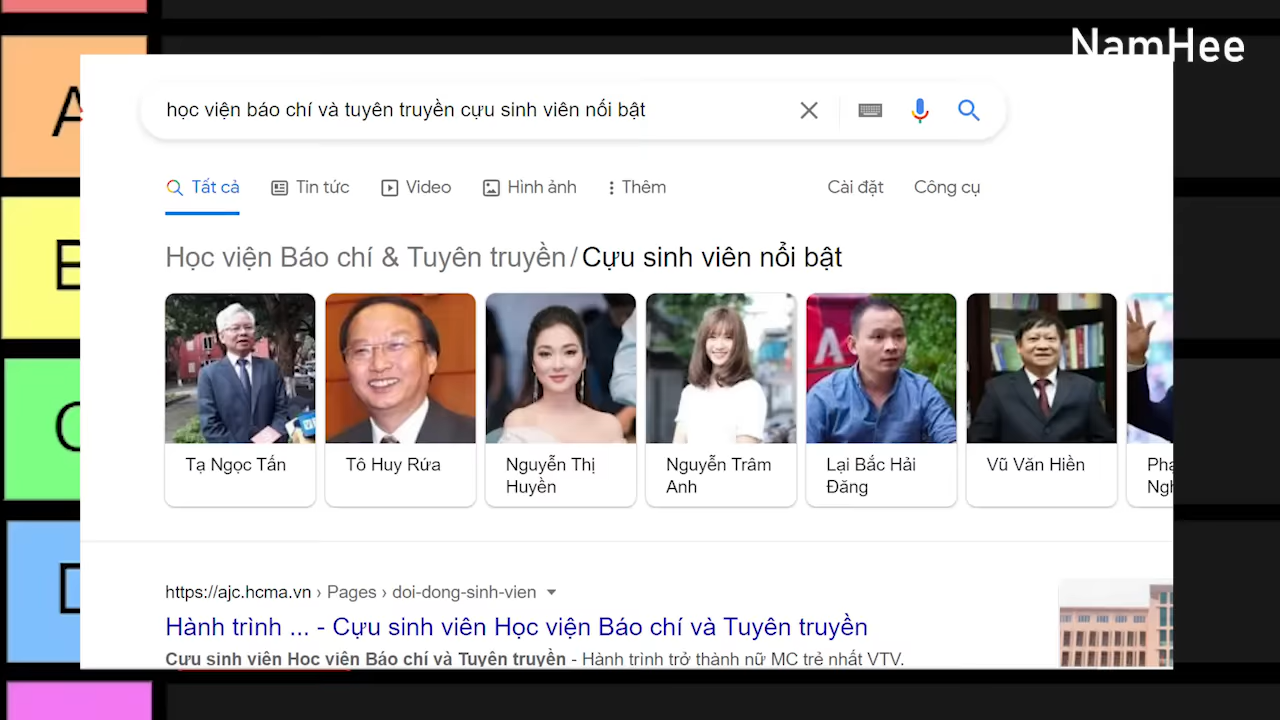 NamHee
A
học viện báo chí và tuyên truyền cựu sinh viên nối bật
Tất cả
Tin tức
Video
Hình ảnh
Thêm
Cài đặt
Công cụ
B
Học viện Báo chí & Tuyên truyền/Cựu sinh viên nổi bật
A
C
Tạ Ngọc Tấn
Tô Huy Rứa
Nguyễn Thị
Huyền
Nguyễn Trâm
Anh
Lại Bắc Hải
Đăng
Vũ Văn Hiền
D
https://ajc.hcma.vn › Pages › doi-dong-sinh-vien
Hành trình ... - Cựu sinh viên Học viện Báo chí và Tuyên truyền
Cựu sinh viên Học viện Báo chí và Tuyên truyền - Hành trình trở thành nữ MC trẻ nhất VTV.